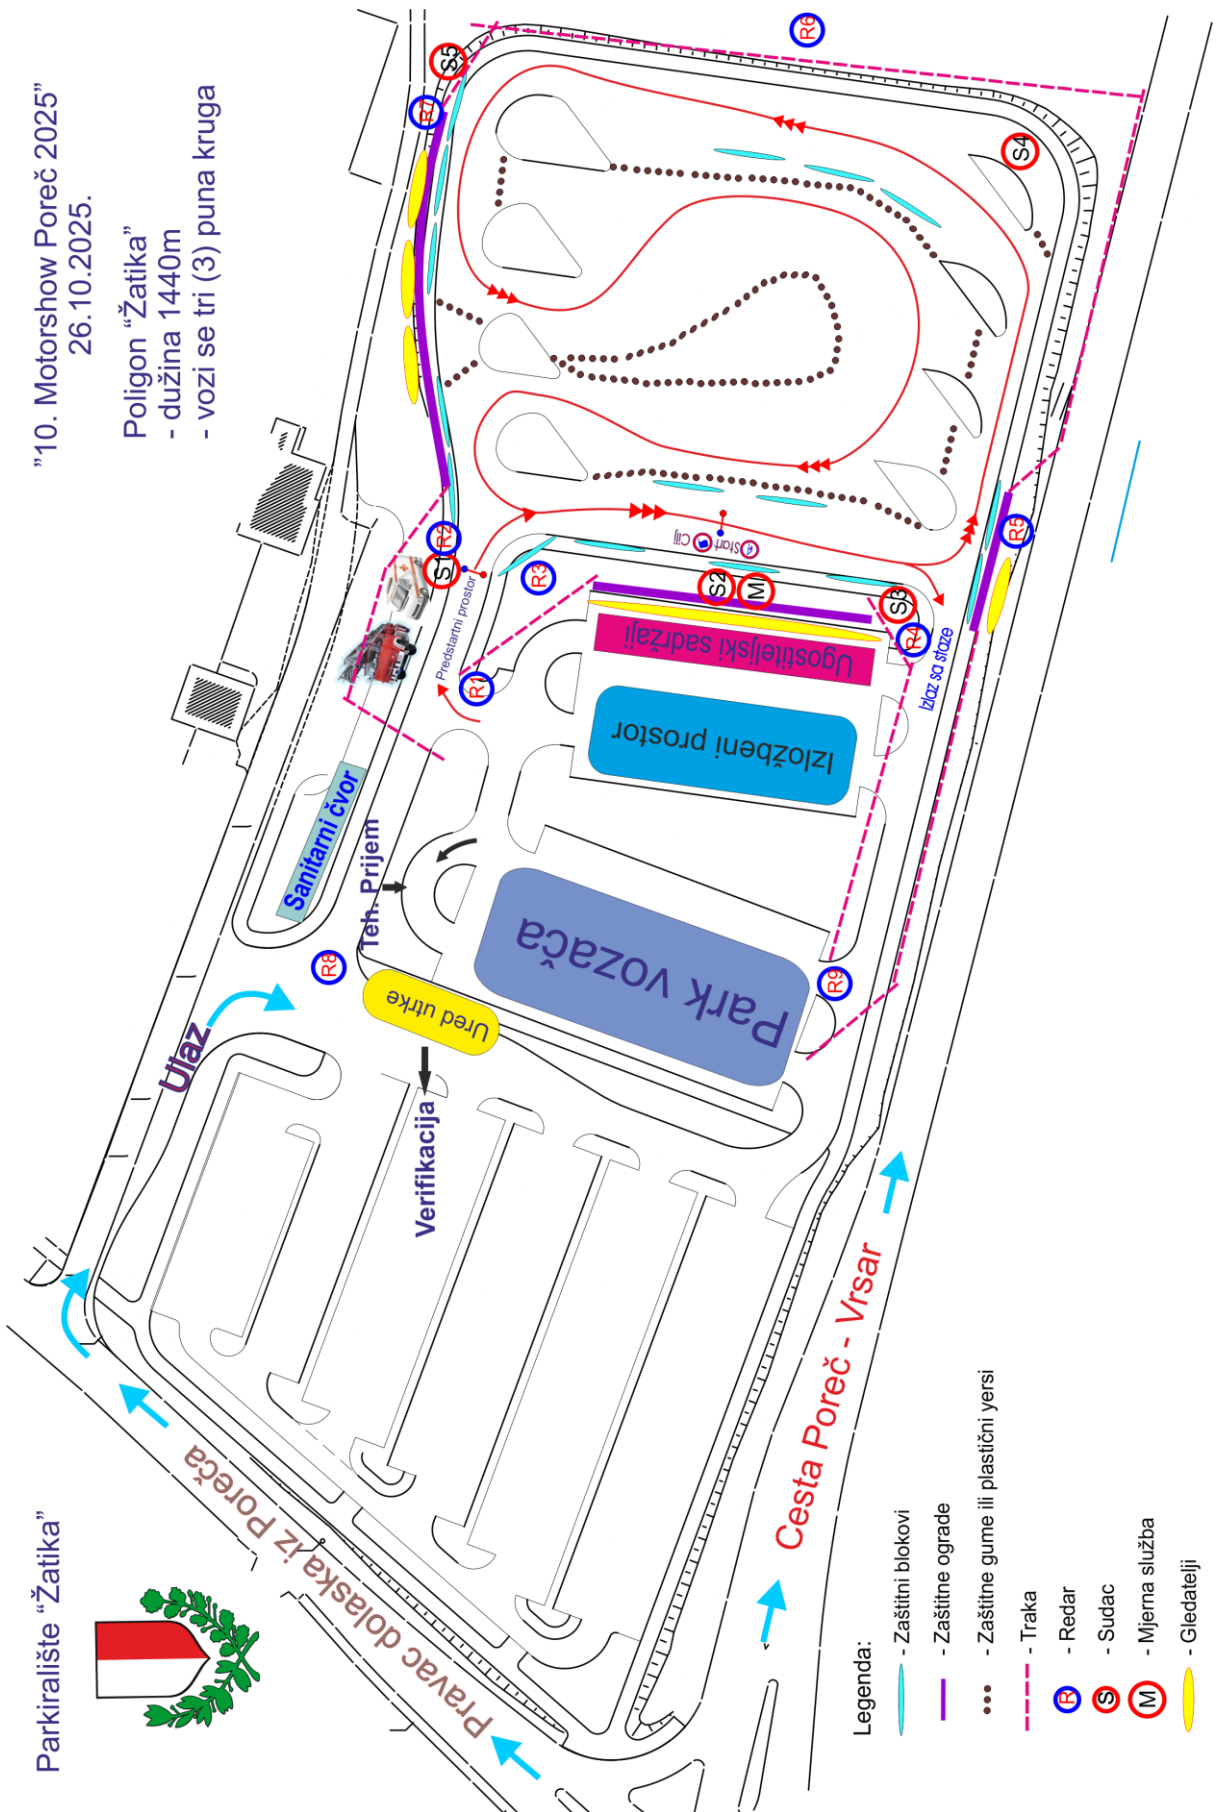 "10. Motorshow Poreč 2025”
26.10.2025.
Poligon “Žatika”
- dužina 1440m
- vozi se tri (3) puna kruga
Parkiralište “Žatika”
Pravac dolaska iz Poreča
Ulaz
Sanitarni čvor
Teh. Prijem
Ured utrke
Verifikacija
Park vozača
Izložbeni prostor
Ugostiteljski sadržaji
Predstartni prostor
Start
Cilj
Izlaz sa staze
Cesta Poreč - Vrsar
R1
R2
R3
R4
R5
R6
R7
R8
R9
S1
S2
S3
S4
S5
M
Legenda:
- Zaštitni blokovi
- Zaštitne ograde
- Zaštitne gume ili plastični yersi
- Traka
R - Redar
S - Sudac
M - Mjerna služba
- Gledatelji